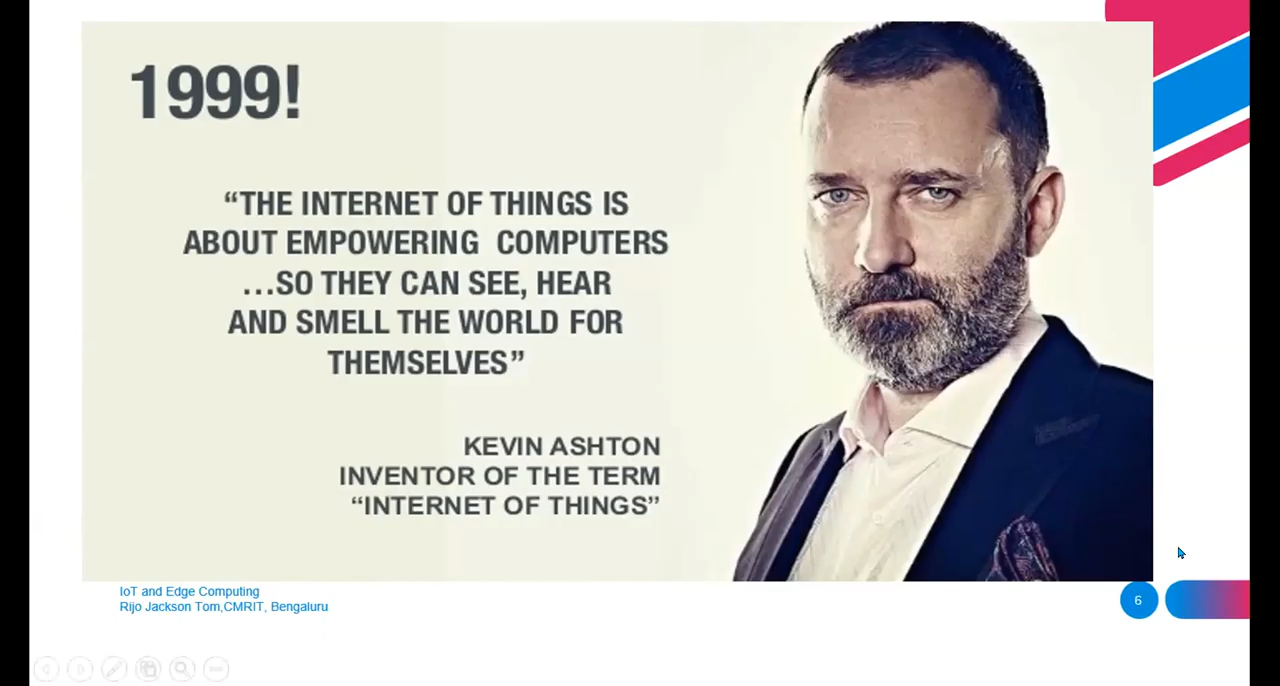 1999!
“THE INTERNET OF THINGS IS
ABOUT EMPOWERING  COMPUTERS
…SO THEY CAN SEE, HEAR
AND SMELL THE WORLD FOR
THEMSELVES”
KEVIN ASHTON
INVENTOR OF THE TERM
“INTERNET OF THINGS”
IoT and Edge Computing
Rijo Jackson Tom,CMRIT, Bengaluru
6